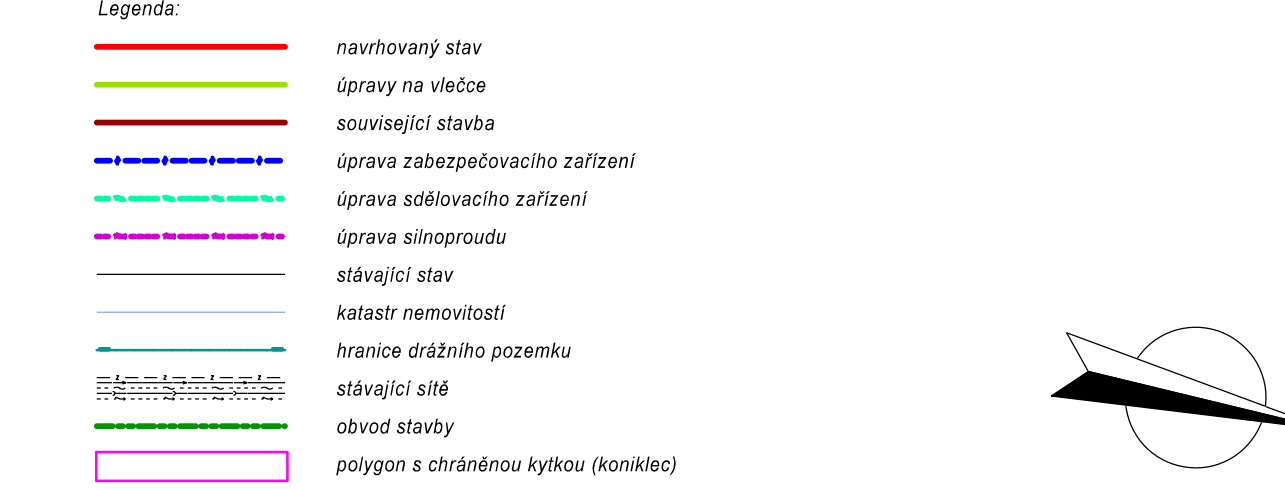 Legenda:
navrhovaný stav
úpravy na vlečce
související stavba
úprava zabezpečovacího zařízení
úprava sdělovacího zařízení
úprava silnoproudu
stávající stav
katastr nemovitostí
hranice drážního pozemku
stávající sítě
obvod stavby
polygon s chráněnou kytkou (koniklec)